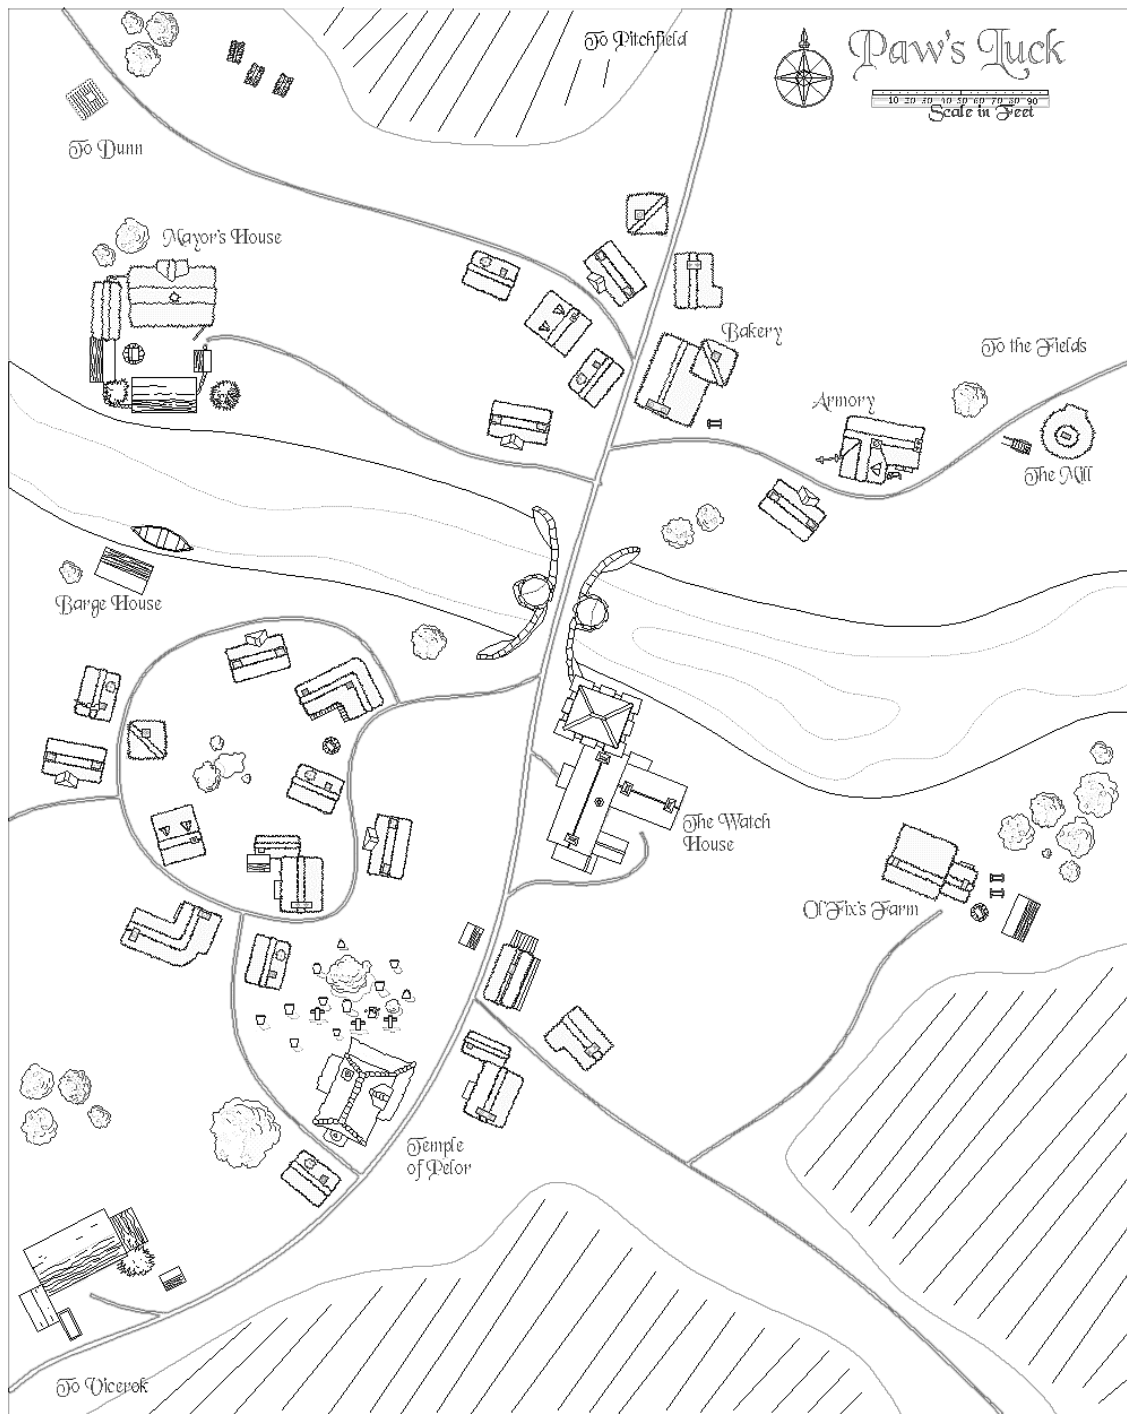 To Pitchfield
Paw's Luck
10 20 30 40 50 60 70 80 90
Scale in Feet
To Dunn
Mayor's House
Bakery
To the Fields
Armory
The Mill
Barge House
The Watch
House
Ol'Fix's Farm
Temple
of Pelor
To Vicerok